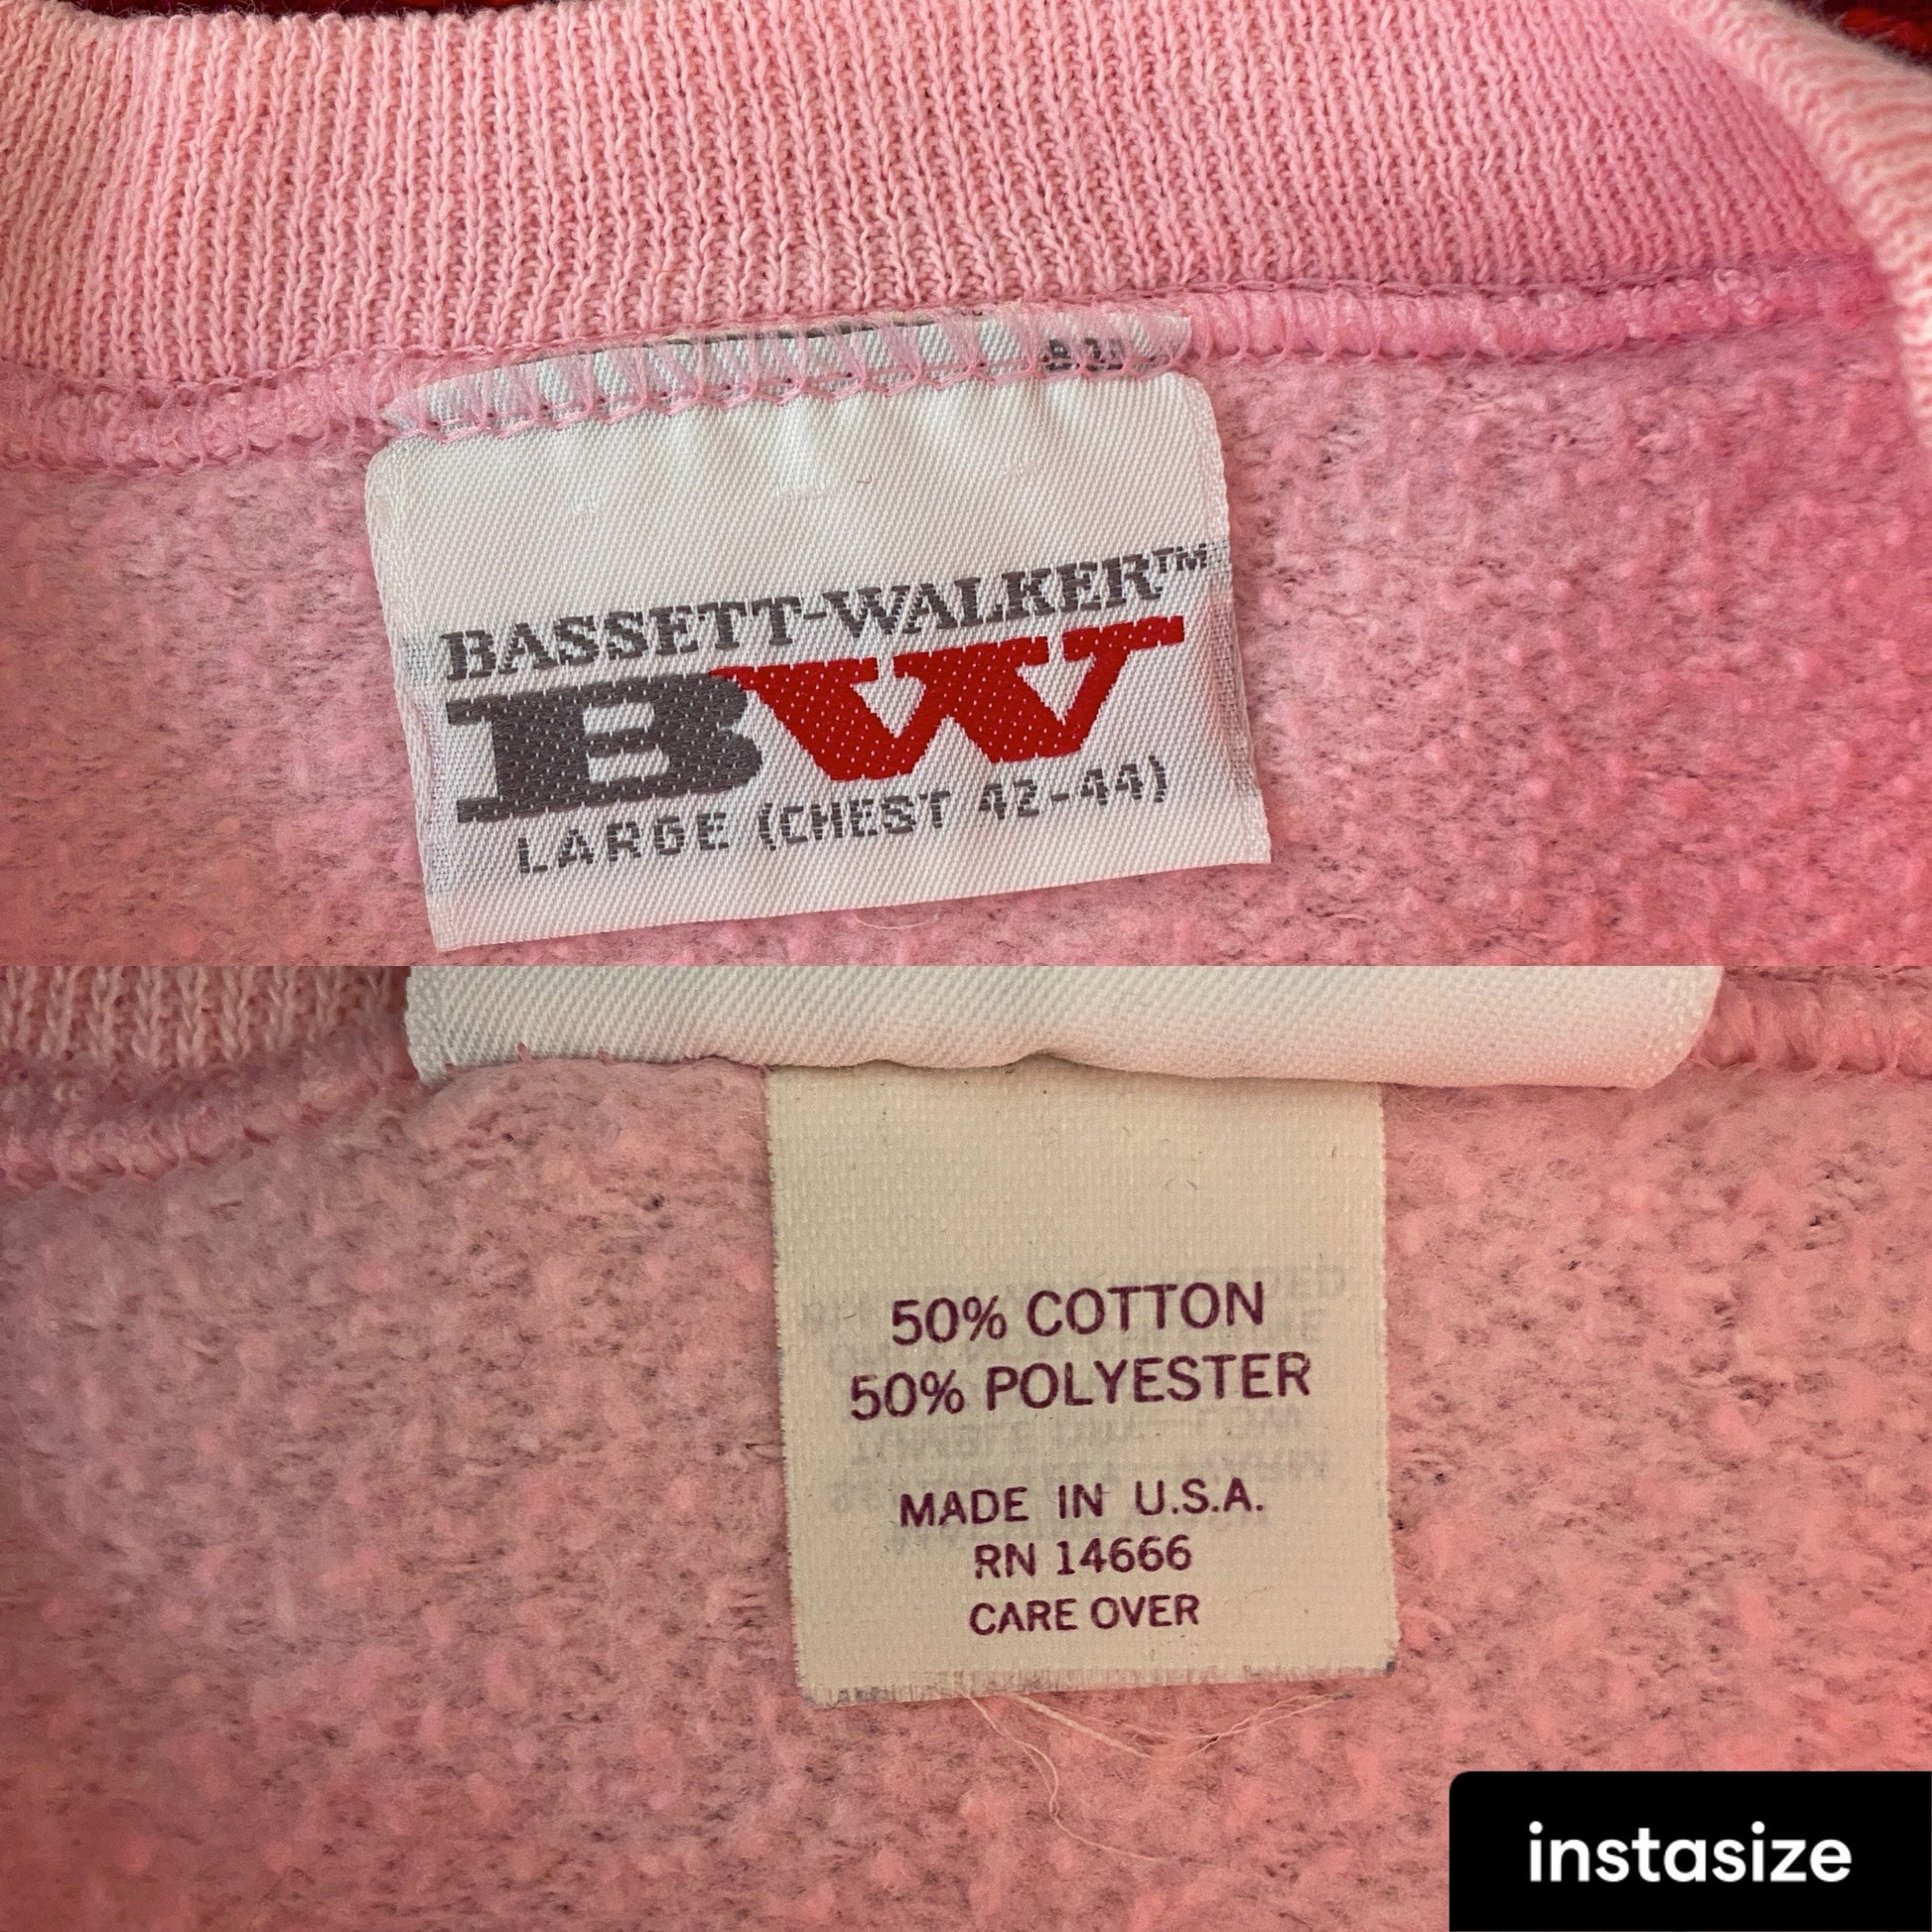 BASSETT-WALKER™
BW
LARGE (CHEST 42-44)
50% COTTON
50% POLYESTER
MADE IN U.S.A.
RN 14666
CARE OVER
instasize